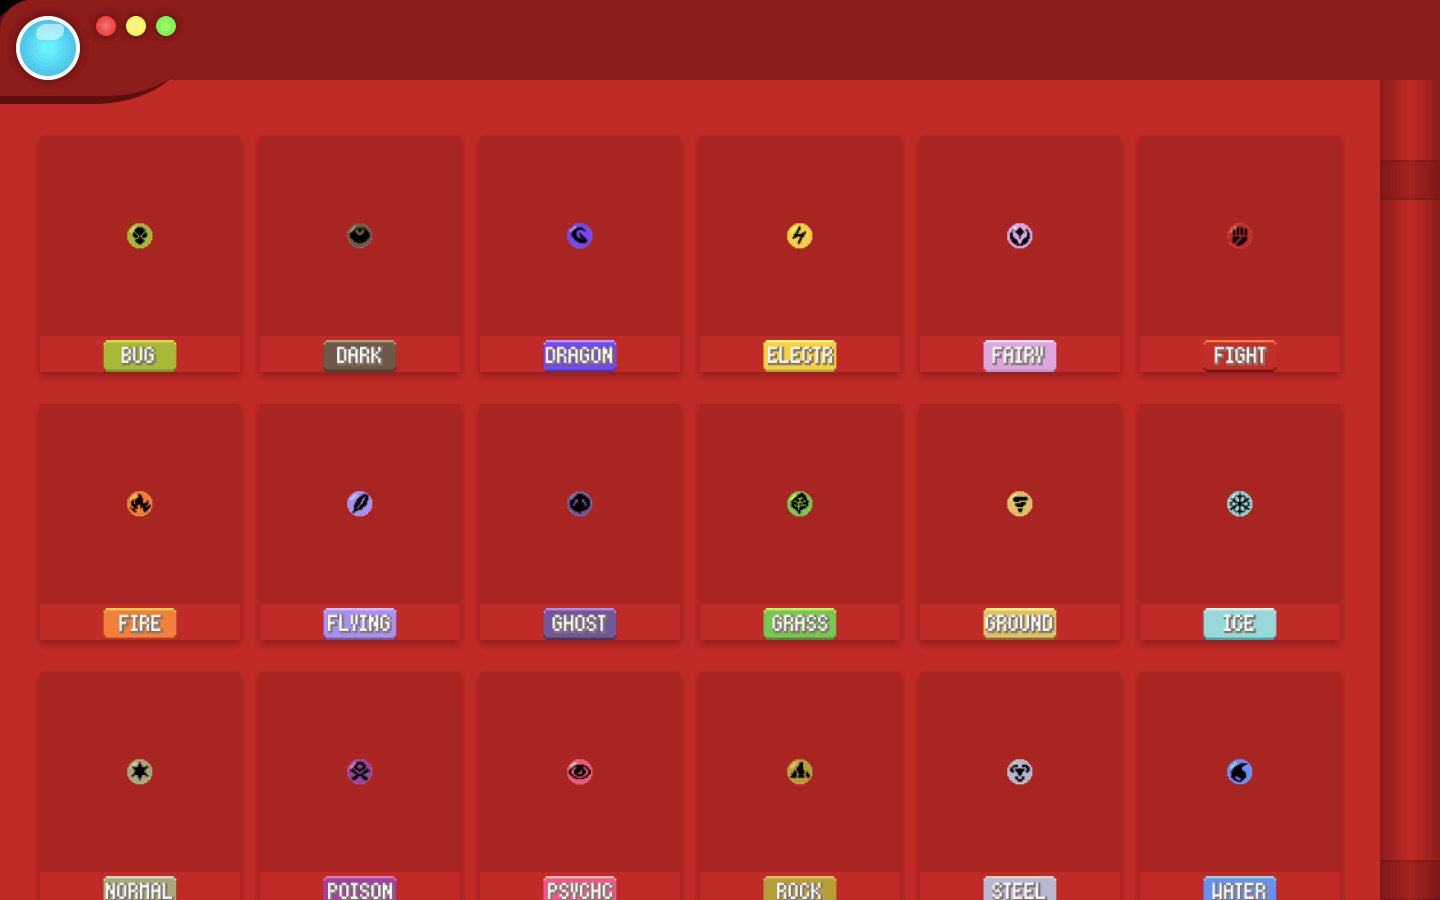 BUG
DARK
DRAGON
ELECTR
FAIRY
FIGHT
FIRE
FLYING
GHOST
GRASS
GROUND
ICE
NORMAL
POISON
PSYCHC
ROCK
STEEL
WATER